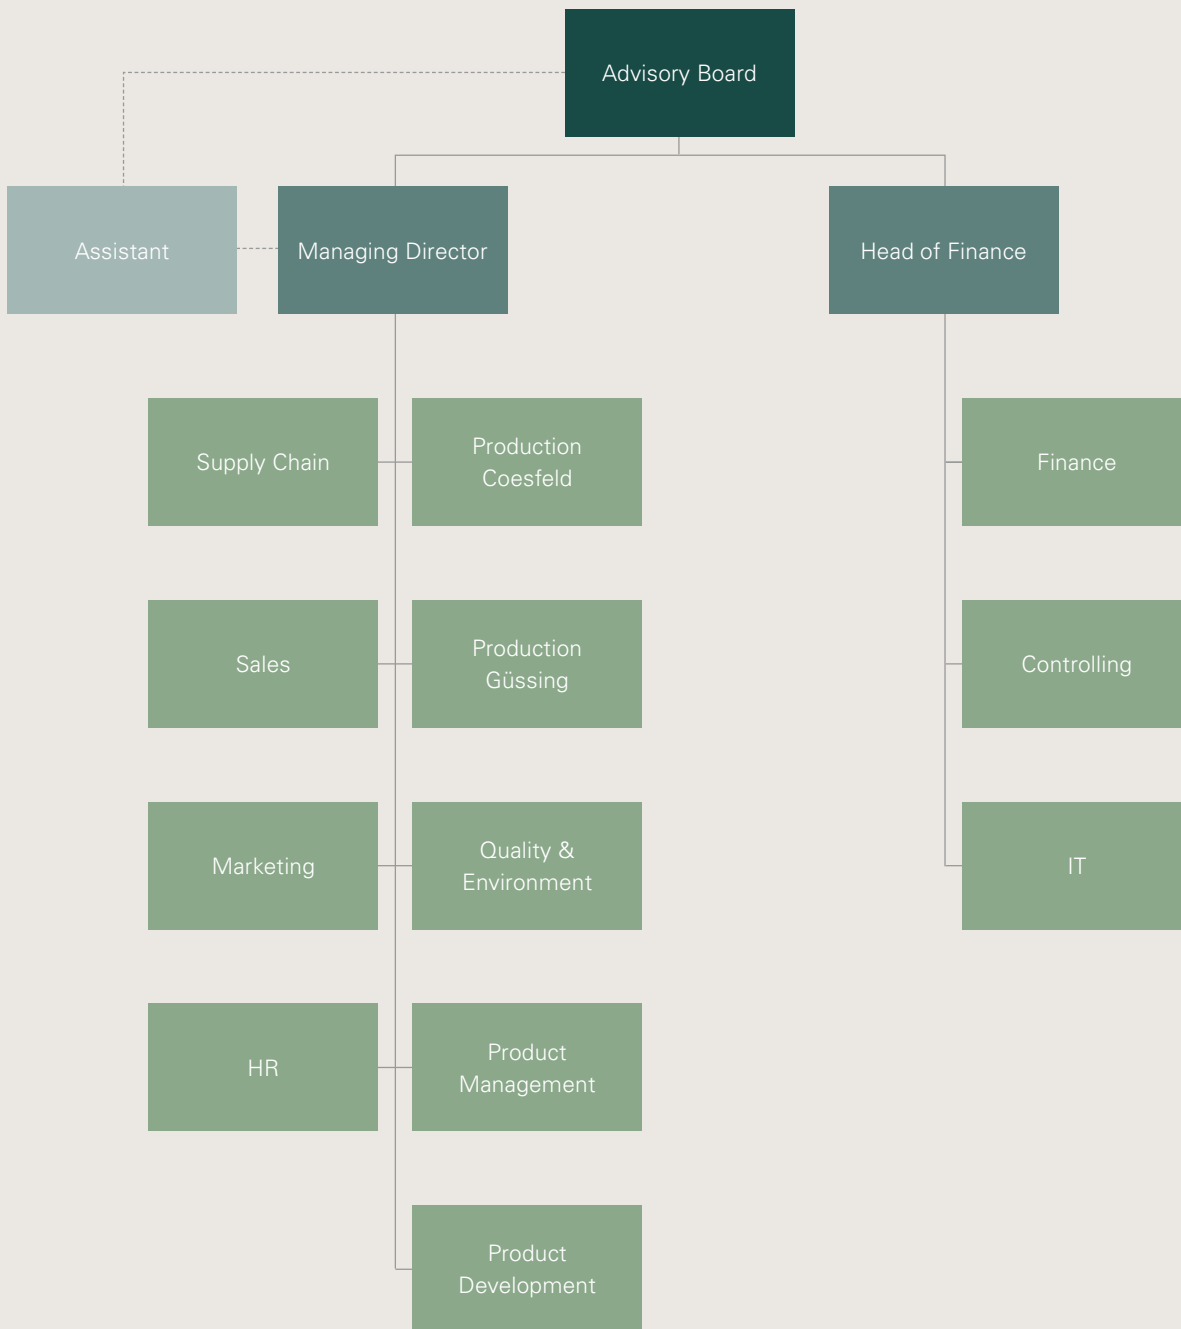 Advisory Board
Assistant
Managing Director
Head of Finance
Supply Chain
Production
Coesfeld
Finance
Sales
Production
Güssing
Controlling
Marketing
Quality &
Environment
IT
HR
Product
Management
Product
Development